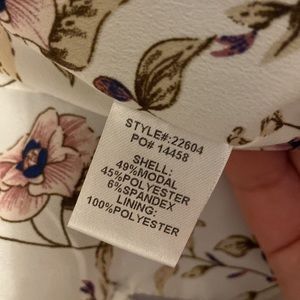 STYLE#:22604
PO# 14458
SHELL:
49%MODAL
45%POLYESTER
6%SPANDEX
LINING:
100%POLYESTER